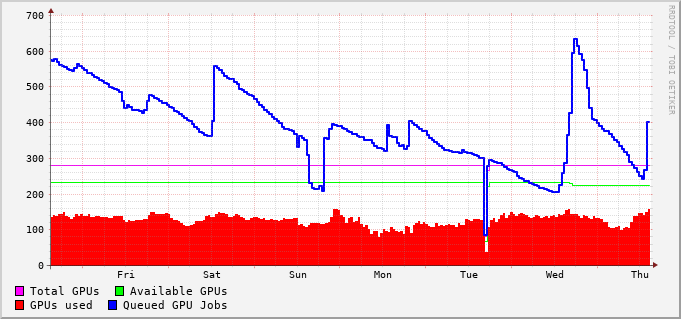 700
600
500
400
300
200
100
0
Fri Sat Sun Mon Tue Wed Thu
Total GPUs Available GPUs
GPUs used Queued GPU Jobs
RRDTOOL / TOBI OETIKER